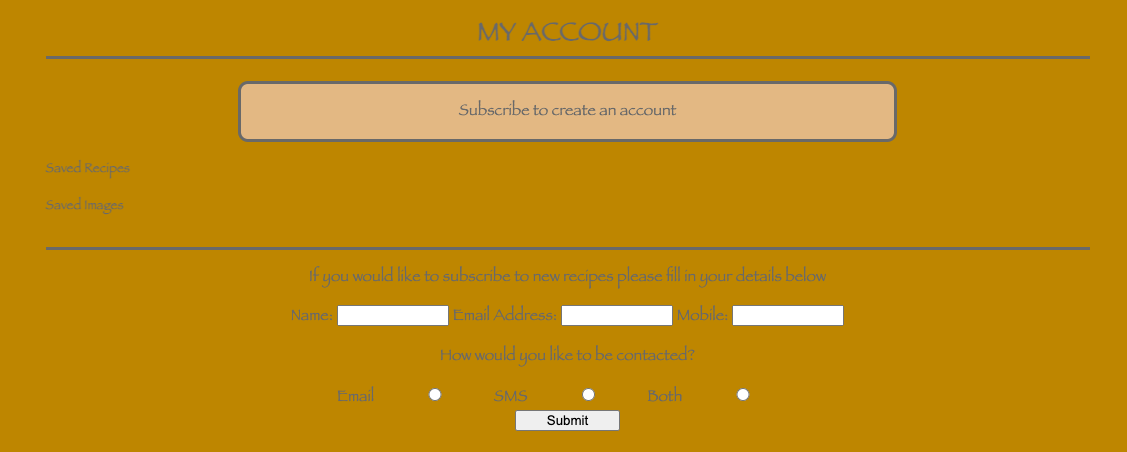 MY ACCOUNT
Subscribe to create an account
Saved Recipes
Saved Images
If you would like to subscribe to new recipes please fill in your details below
Name: Email Address: Mobile:
How would you like to be contacted?
Email SMS Both
Submit